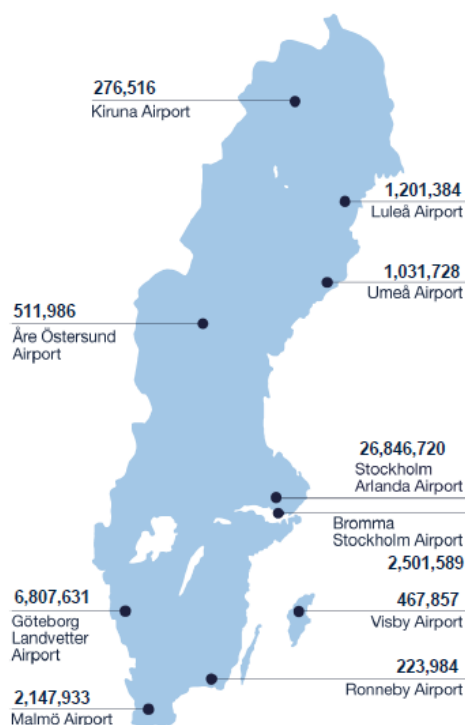 276,516
Kiruna Airport
1,201,384
Luleå Airport
1,031,728
Umeå Airport
511,986
Åre Östersund
Airport
26,846,720
Stockholm
Arlanda Airport
Bromma
Stockholm Airport
2,501,589
6,807,631
Göteborg
Landvetter
Airport
467,857
Visby Airport
223,984
Ronneby Airport
2,147,933
Malmö Airport